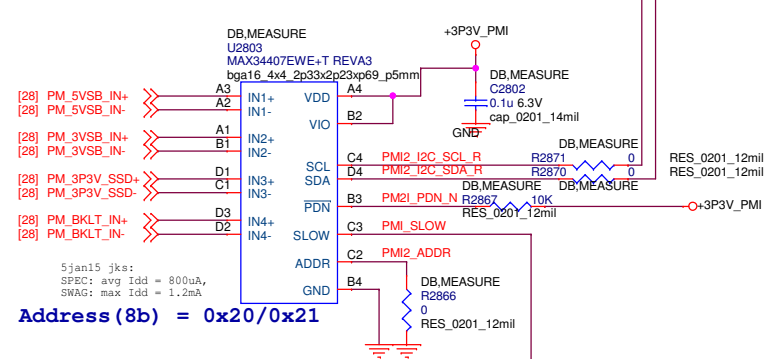 DB,MEASURE
U2803
MAX34407EWE+T REVA3
bga16_4x4_2p33x2p23xp69_p5mm
+3P3V_PMI
DB,MEASURE
C2802
0.1u 6.3V
cap_0201_14mil
GND
[28] PM_5VSB_IN+
[28] PM_5VSB_IN-
A3
A2
IN1+
IN1-
VDD
VIO
A4
B2
[28] PM_3VSB_IN+
[28] PM_3VSB_IN-
A1
B1
IN2+
IN2-
DB,MEASURE
SCL
SDA
C4
D4
PMI2_I2C_SCL_R
PMI2_I2C_SDA_R
R2871
R2870
0
0
RES_0201_12mil
RES_0201_12mil
[28] PM_3P3V_SSD+
[28] PM_3P3V_SSD-
D1
C1
IN3+
IN3-
DB,MEASURE
DB,MEASURE
PDN
B3
PM2I_PDN_N
R2867
10K
RES_0201_12mil
+3P3V_PMI
[28] PM_BKLT_IN+
[28] PM_BKLT_IN-
D3
D2
IN4+
IN4-
SLOW
C3
PMI_SLOW
ADDR
C2
PMI2_ADDR
GND
B4
DB,MEASURE
R2866
0
RES_0201_12mil
5jan15 jks:
SPEC: avg Idd = 800uA,
SWAG: max Idd = 1.2mA
Address(8b) = 0x20/0x21